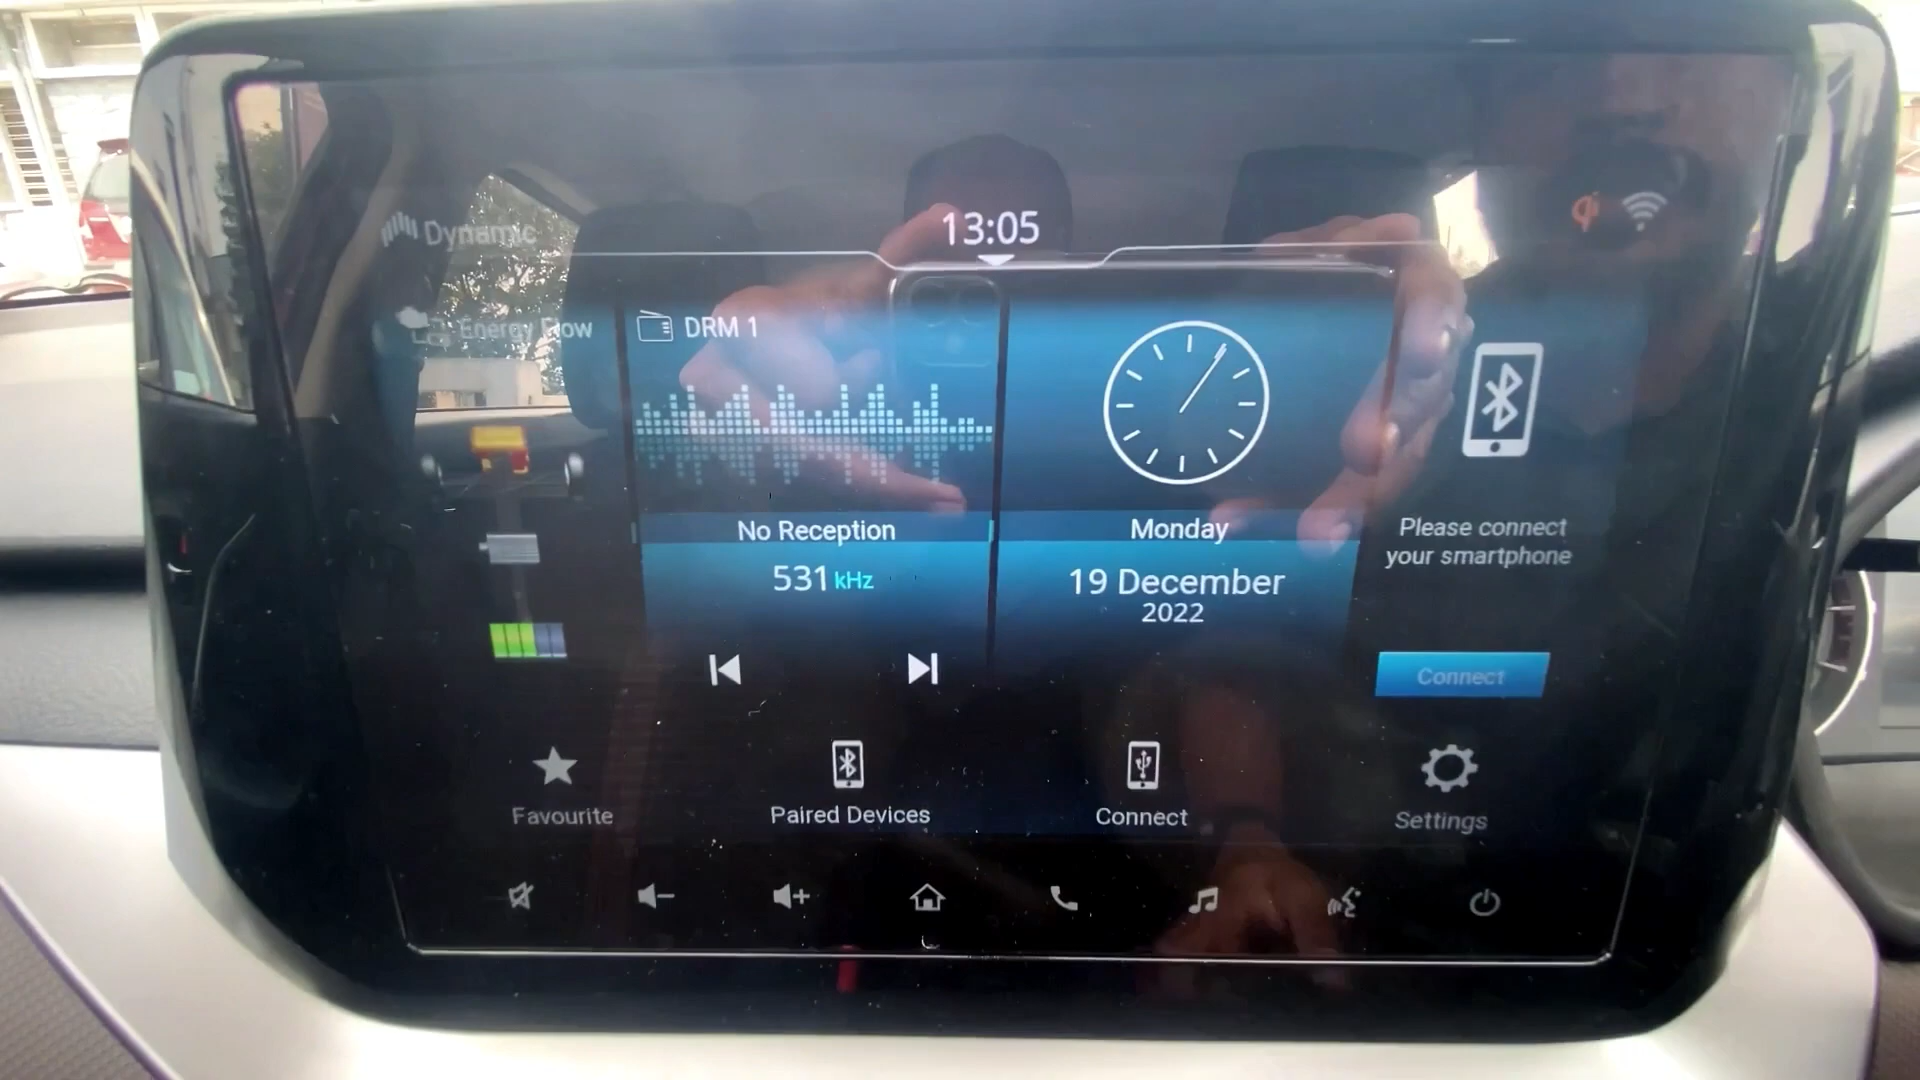 Dynamic
13:05
Energy Flow
DRM 1
No Reception
531 kHz
Monday
19 December
2022
Please connect
your smartphone
Connect
Favourite
Paired Devices
Connect
Settings